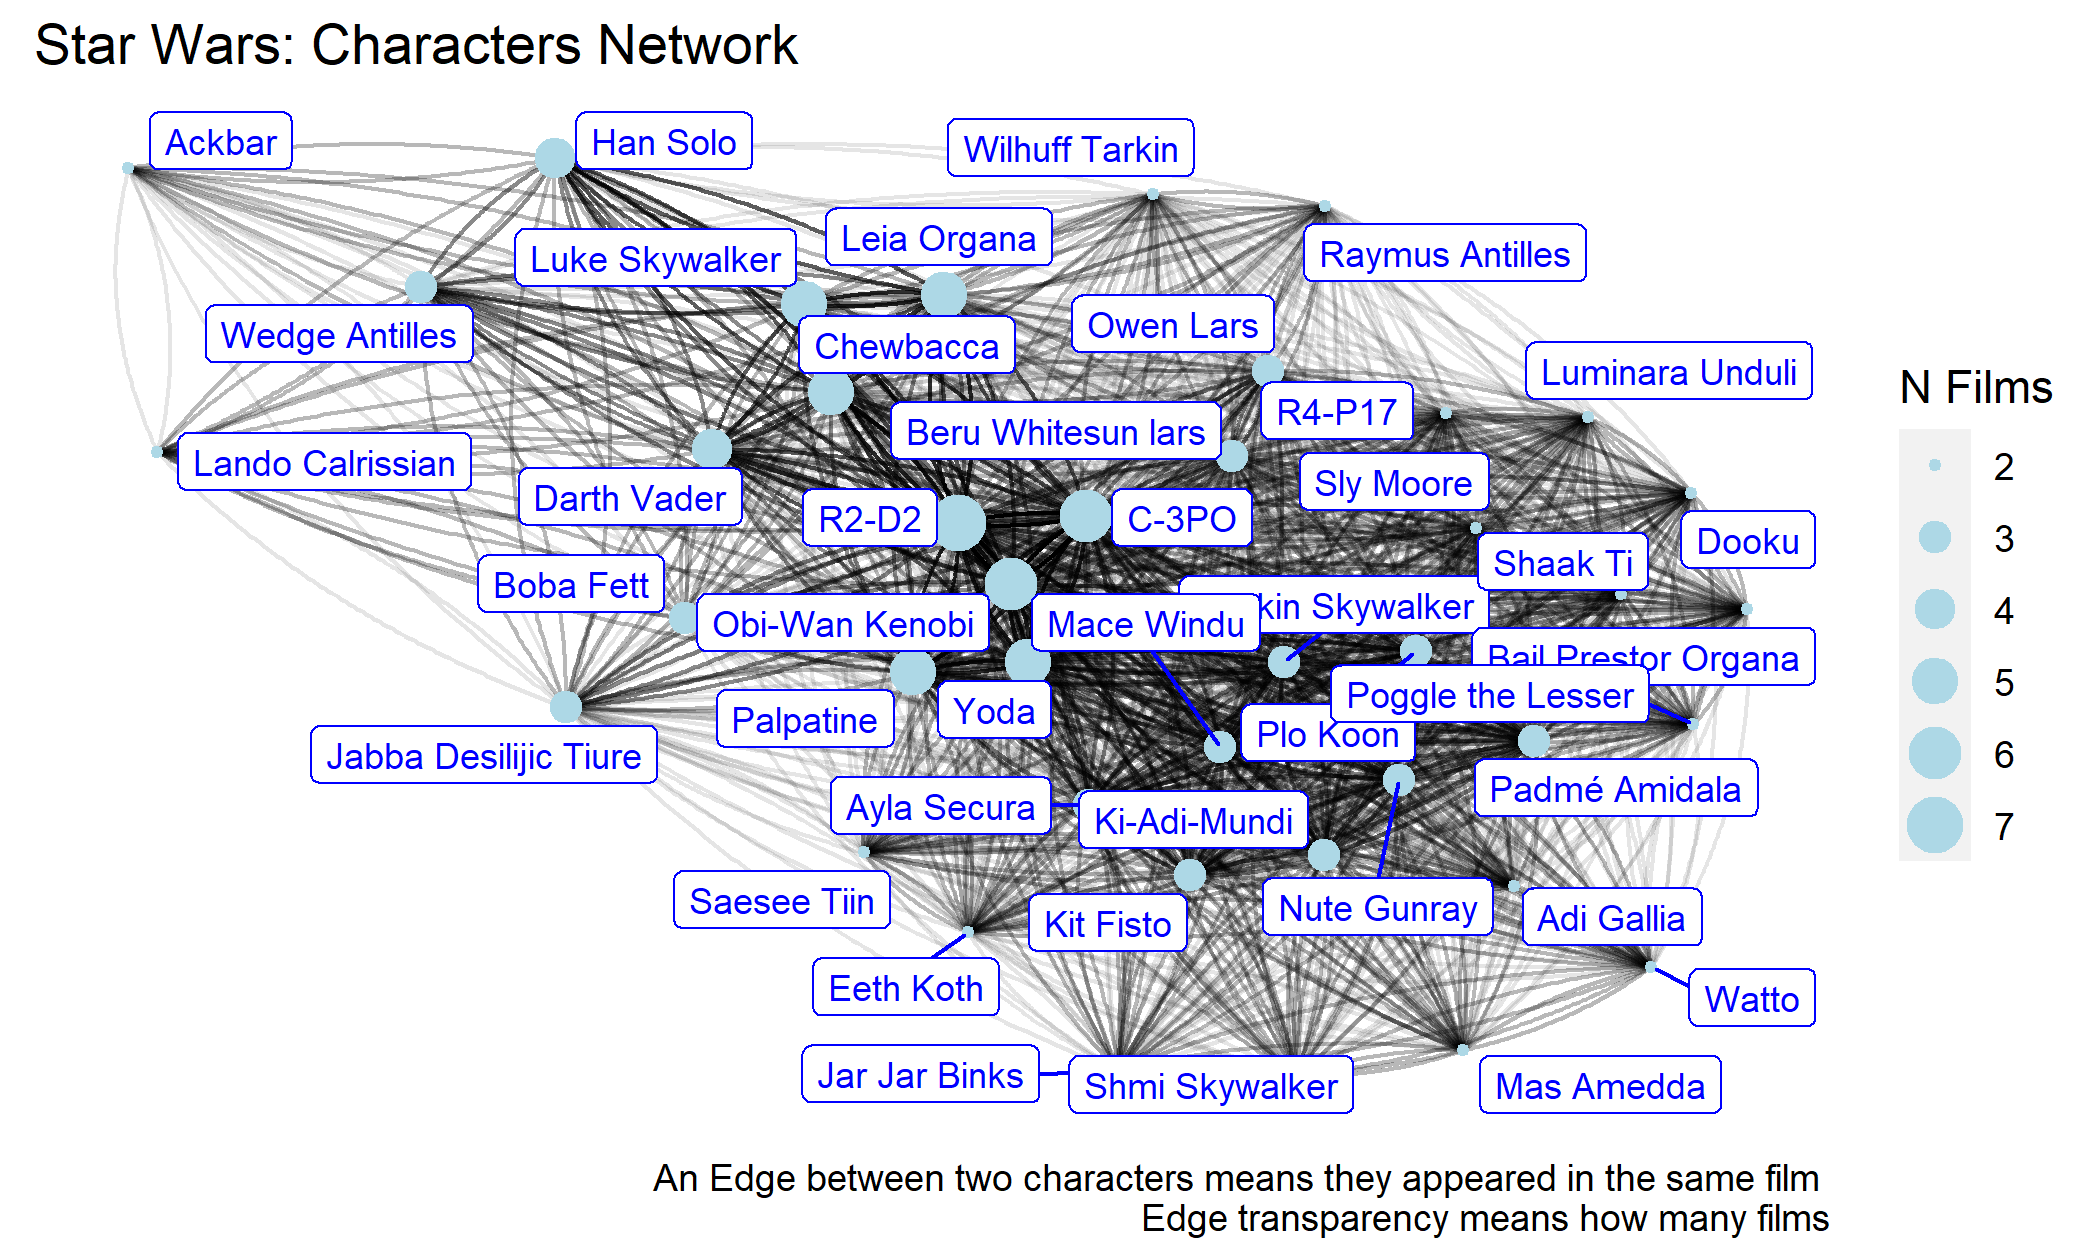 Star Wars: Characters Network
Ackbar
Han Solo
Wilhuff Tarkin
Leia Organa
Luke Skywalker
Raymus Antilles
Wedge Antilles
Owen Lars
Chewbacca
Luminara Unduli
N Films
Beru Whitesun lars
R4-P17
Lando Calrissian
Darth Vader
Sly Moore
2
R2-D2
C-3PO
Dooku
3
Boba Fett
Shaak Ti
Obi-Wan Kenobi
Mace Windu
kin Skywalker
4
Bail Prestor Organa
Poggle the Lesser
5
Palpatine
Yoda
Plo Koon
Jabba Desilijic Tiure
6
Padmé Amidala
Ayla Secura
Ki-Adi-Mundi
7
Saesee Tiin
Kit Fisto
Nute Gunray
Adi Gallia
Eeth Koth
Watto
Jar Jar Binks
Shmi Skywalker
Mas Amedda
An Edge between two characters means they appeared in the same film
Edge transparency means how many films